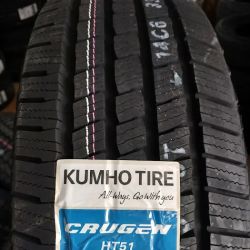 KUMHO TIRE
All-Ways, Go With you
CRUGEN
HT51